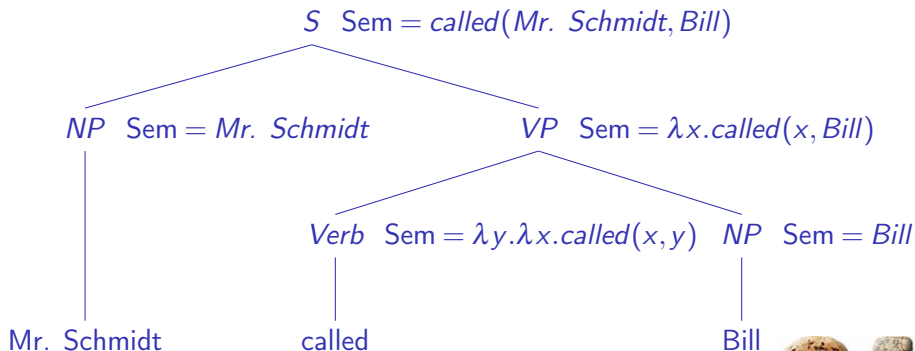 S Sem = called(Mr. Schmidt, Bill)
NP Sem = Mr. Schmidt VP Sem = λx.called(x, Bill)
Verb Sem = λy.λx.called(x, y) NP Sem = Bill
Mr. Schmidt called Bill